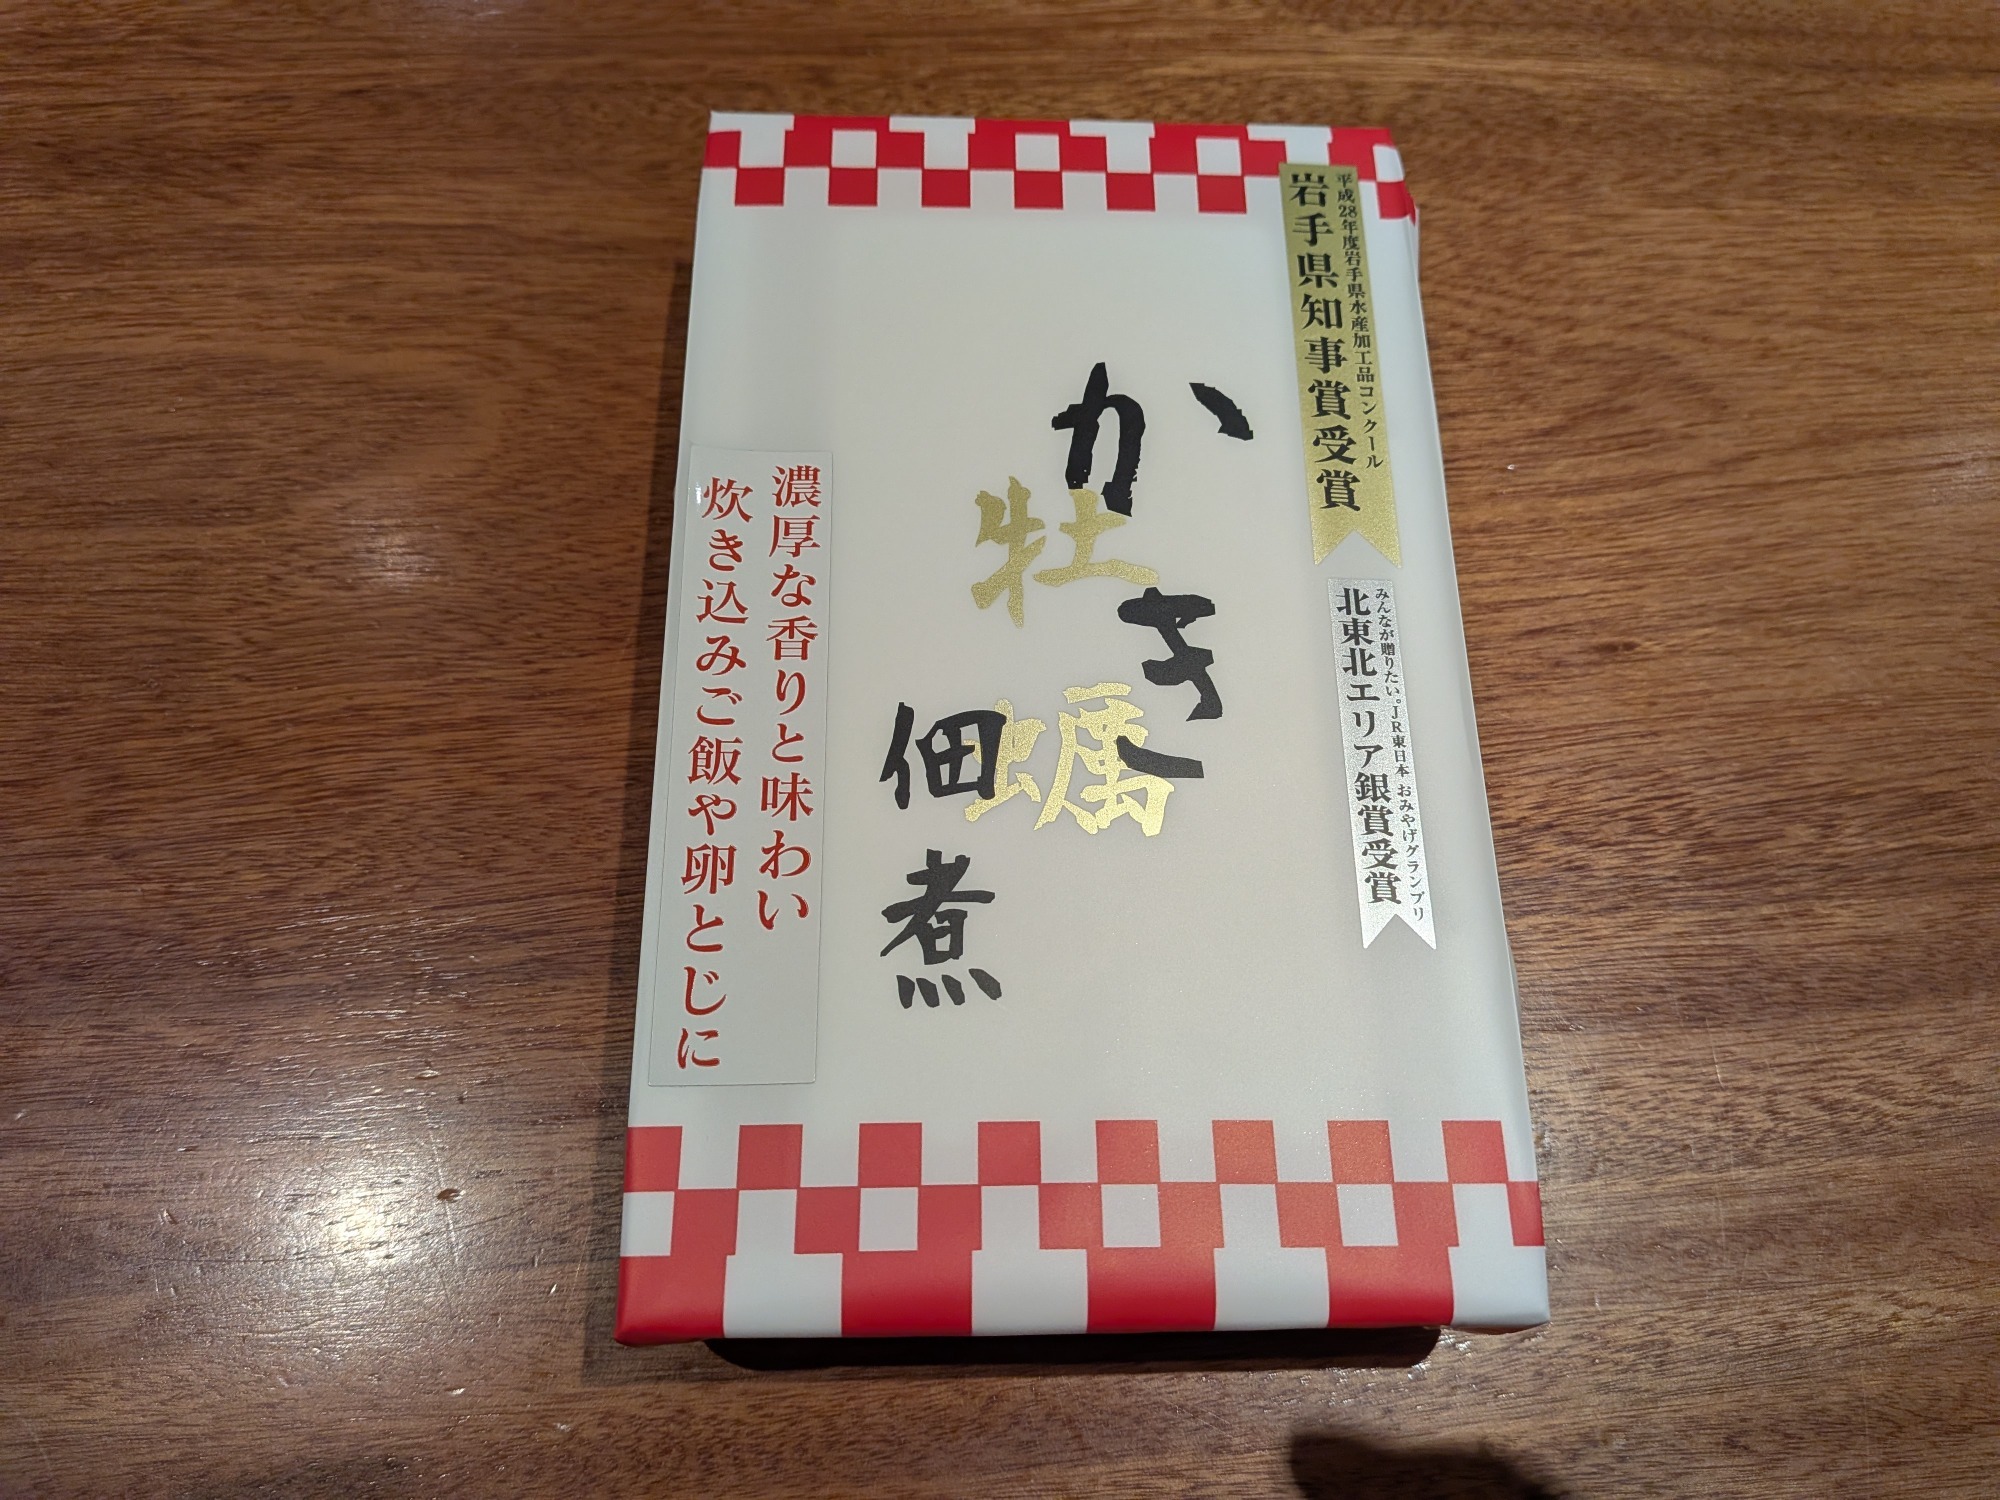 平成28年度岩手県水産加工品コンクール
岩手県知事賞受賞
みんなが贈りたい。JR東日本 おみやげグランプリ
北東北エリア銀賞受賞
かき
牡蠣
佃煮
濃厚な香りと味わい
炊き込みご飯や卵とじに